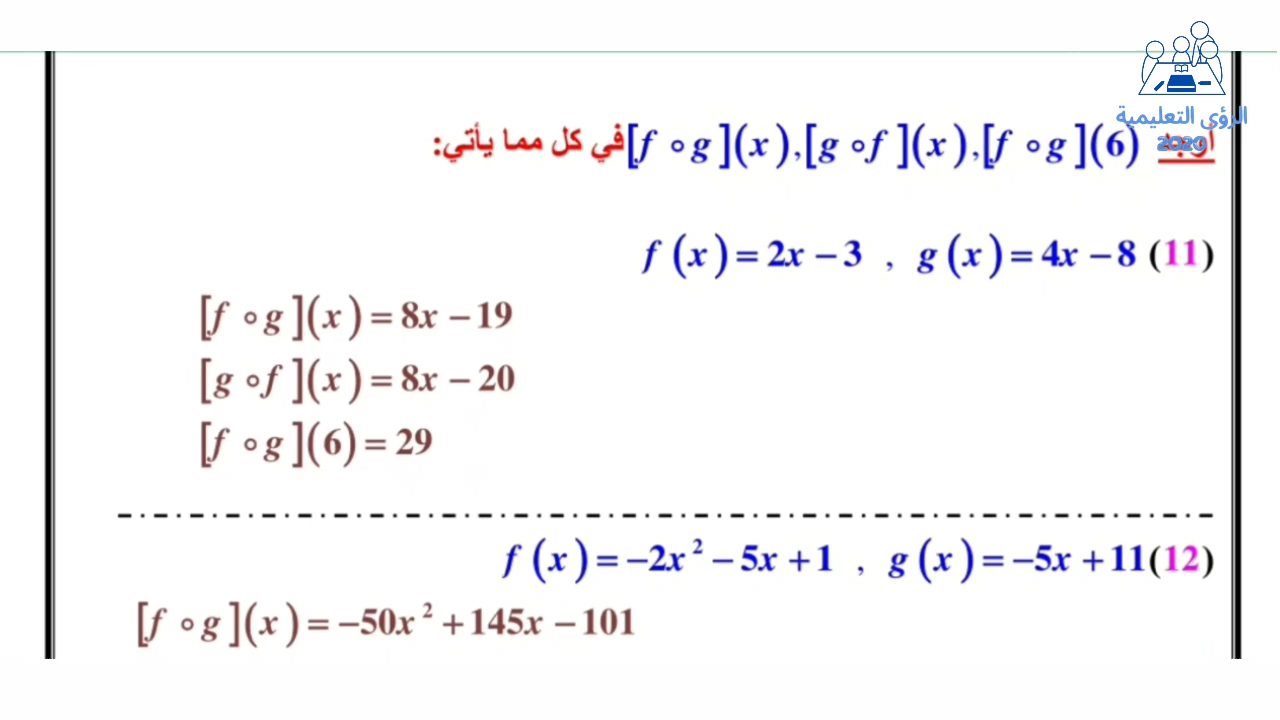 الرؤى التعليمية
2020
أوجد [f ∘ g](x),[g ∘ f](x),[f ∘ g](6) في كل مما يأتي:
(11) f(x) = 2x − 3 , g(x) = 4x − 8
[f ∘ g](x) = 8x − 19
[g ∘ f](x) = 8x − 20
[f ∘ g](6) = 29
(12) f(x) = −2x² − 5x + 1 , g(x) = −5x + 11
[f ∘ g](x) = −50x² + 145x − 101